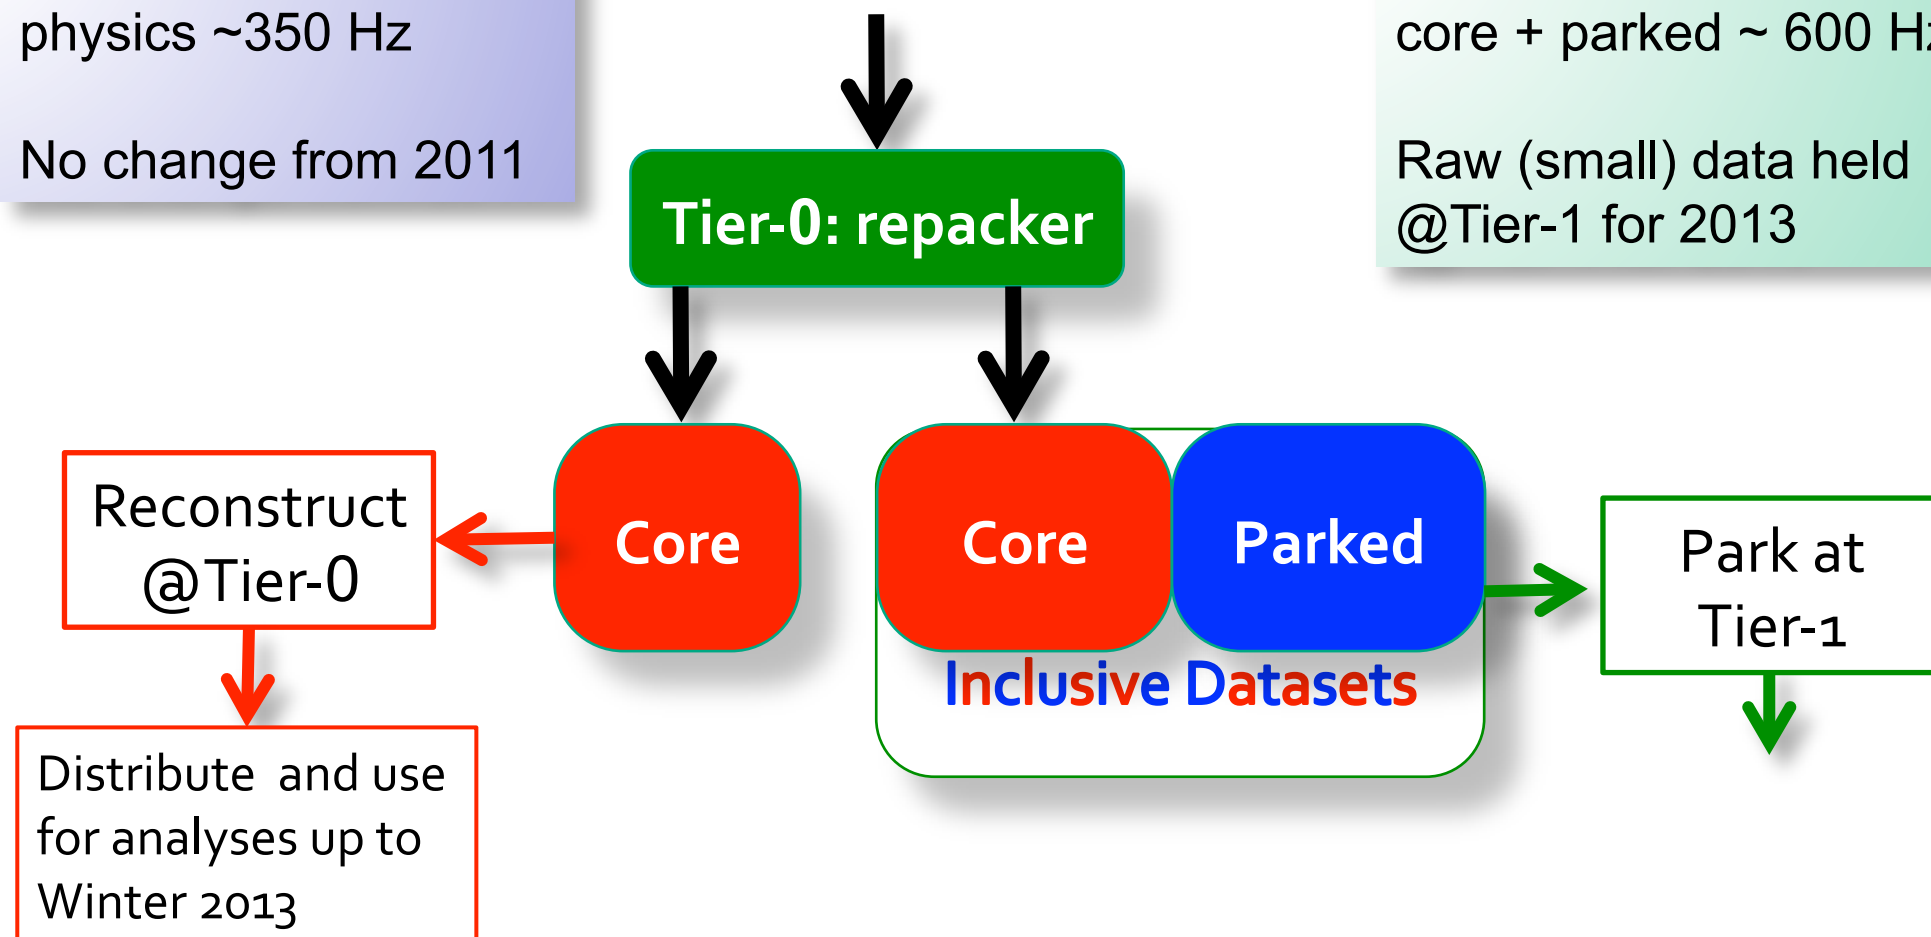 physics ~350 Hz
No change from 2011
core + parked ~ 600 Hz
Raw (small) data held
@Tier-1 for 2013
Tier-0: repacker
Reconstruct
@Tier-0
Core
Core
Parked
Park at
Tier-1
Inclusive Datasets
Distribute and use
for analyses up to
Winter 2013